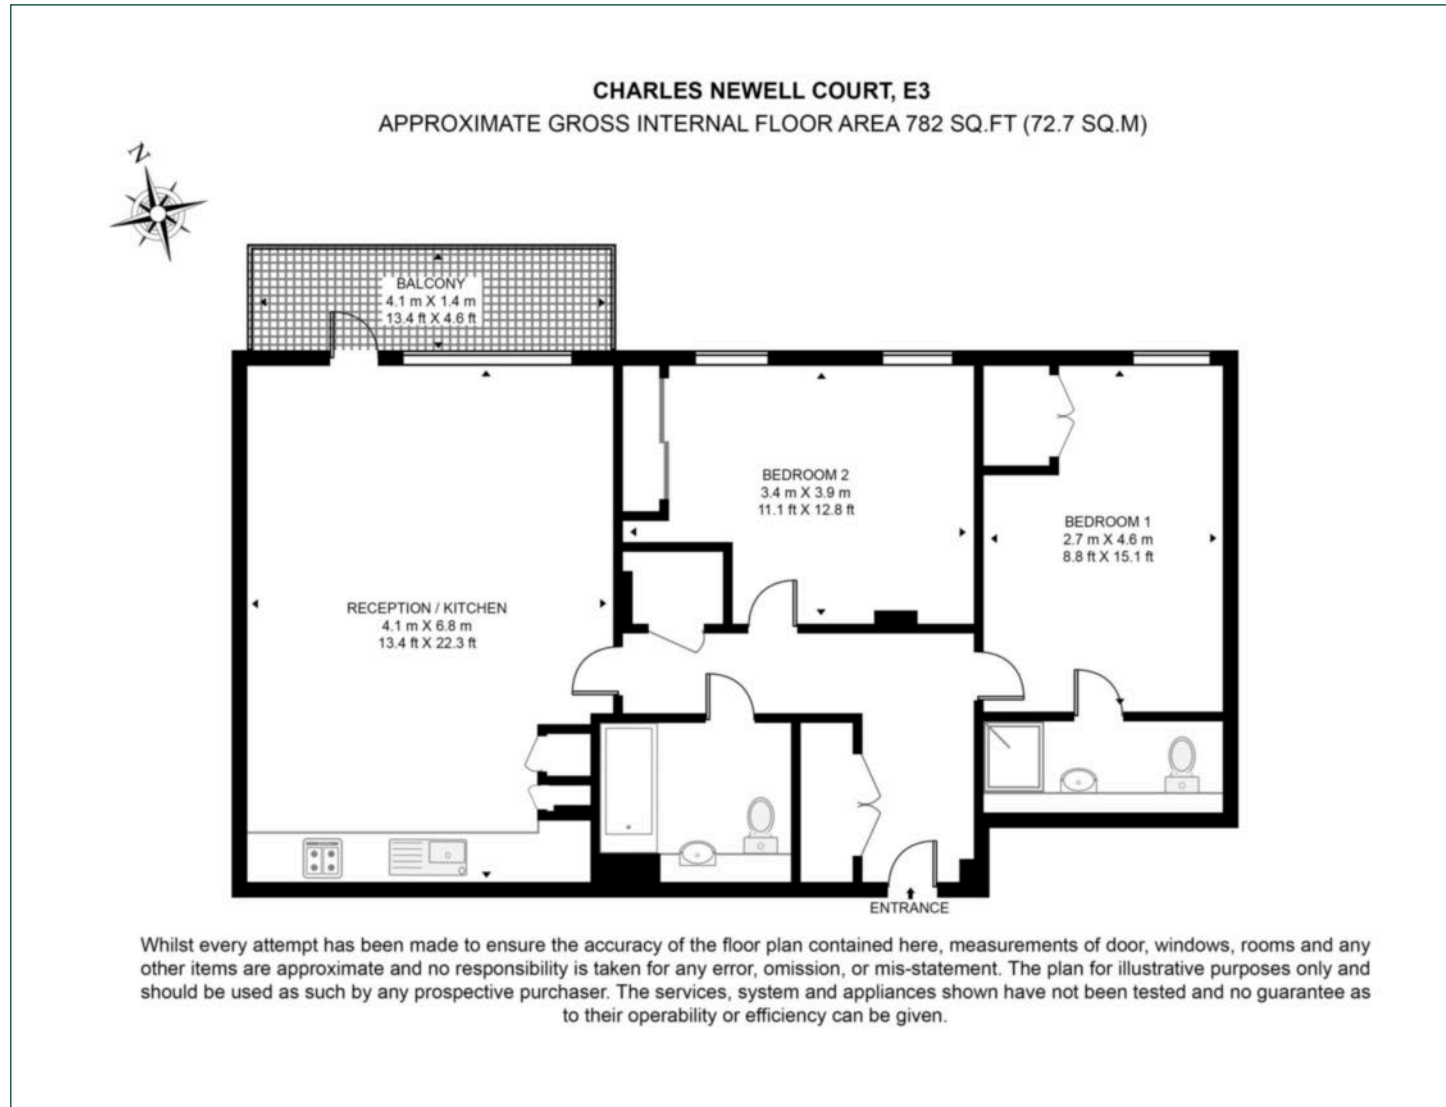 CHARLES NEWELL COURT, E3
APPROXIMATE GROSS INTERNAL FLOOR AREA 782 SQ.FT (72.7 SQ.M)
N
BALCONY
4.1 m X 1.4 m
13.4 ft X 4.6 ft
BEDROOM 2
3.4 m X 3.9 m
11.1 ft X 12.8 ft
BEDROOM 1
2.7 m X 4.6 m
8.8 ft X 15.1 ft
RECEPTION / KITCHEN
4.1 m X 6.8 m
13.4 ft X 22.3 ft
ENTRANCE
Whilst every attempt has been made to ensure the accuracy of the floor plan contained here, measurements of door, windows, rooms and any
other items are approximate and no responsibility is taken for any error, omission, or mis-statement. The plan for illustrative purposes only and
should be used as such by any prospective purchaser. The services, system and appliances shown have not been tested and no guarantee as
to their operability or efficiency can be given.